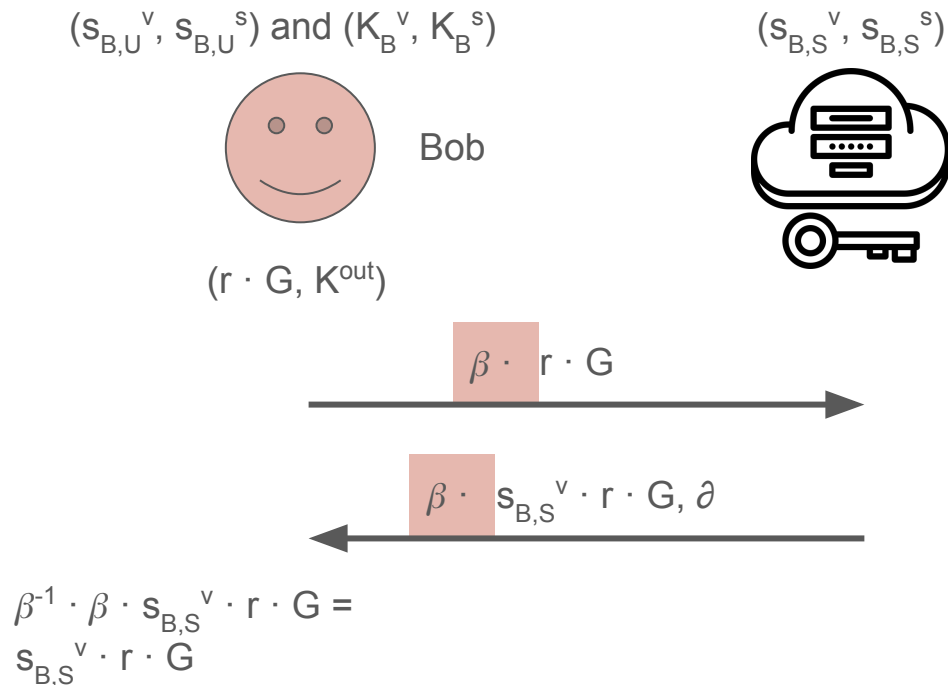 (s_{B,U}^v, s_{B,U}^s) and (K_B^v, K_B^s)
(s_{B,S}^v, s_{B,S}^s)
Bob
(r · G, K^{out})
β · r · G
β · s_{B,S}^v · r · G, ∂
β^{-1} · β · s_{B,S}^v · r · G =
s_{B,S}^v · r · G